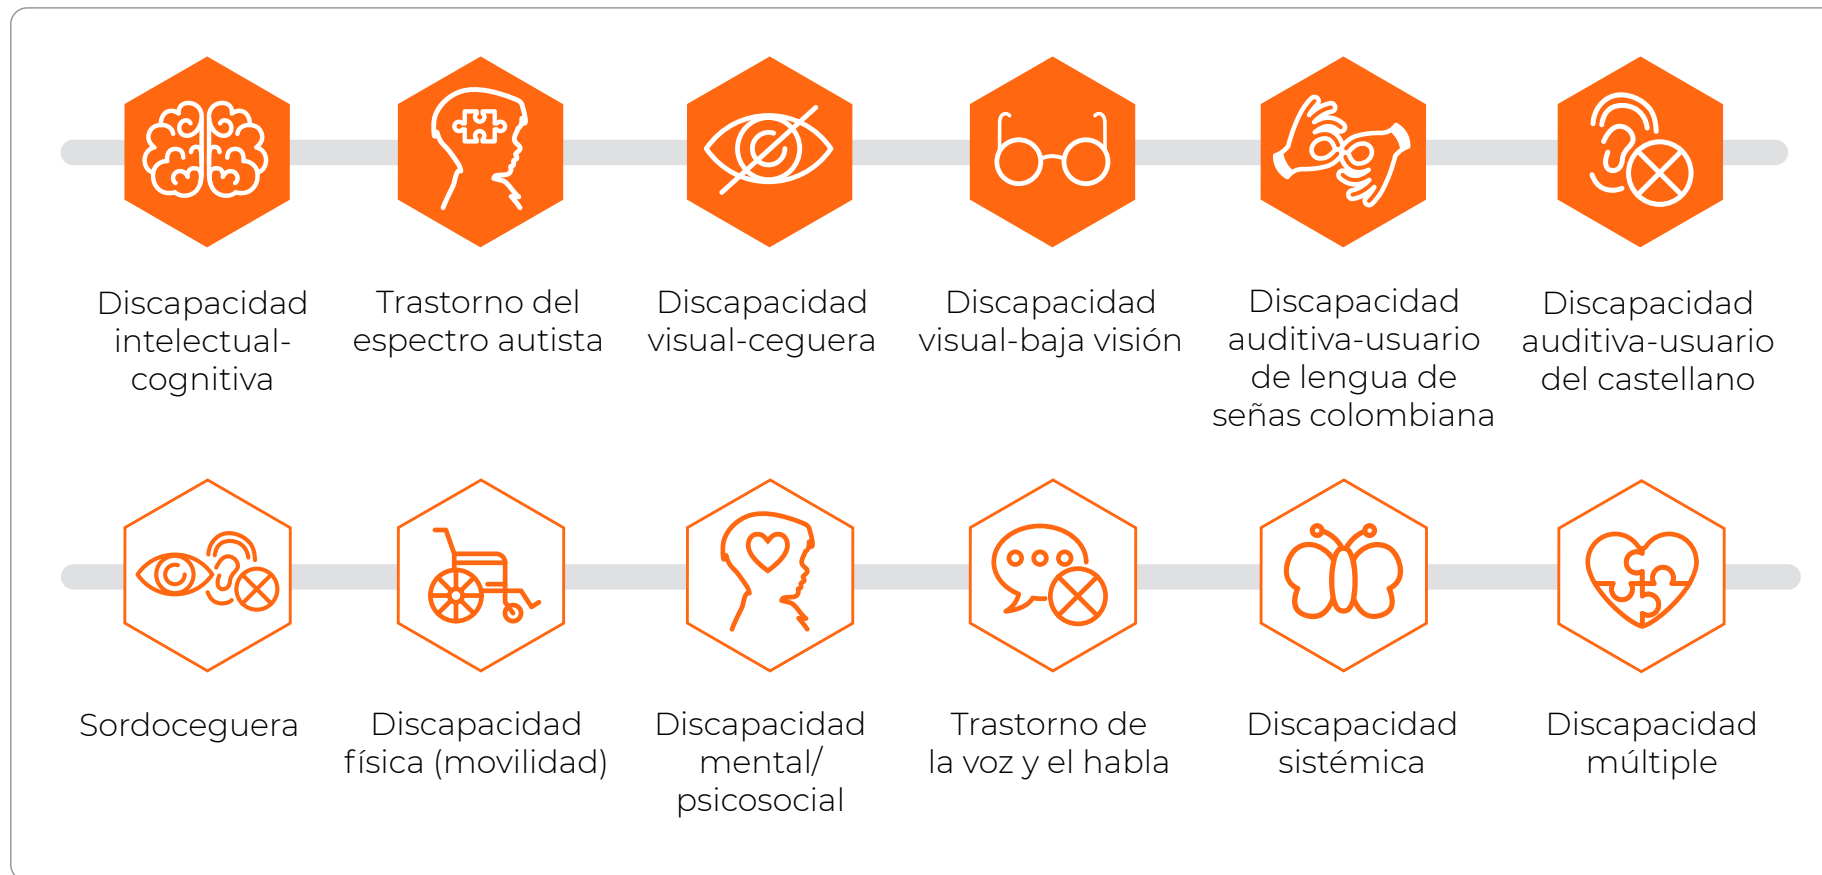 Discapacidad
intelectual-
cognitiva
Trastorno del
espectro autista
Discapacidad
visual-ceguera
Discapacidad
visual-baja visión
Discapacidad
auditiva-usuario
de lengua de
señas colombiana
Discapacidad
auditiva-usuario
del castellano
Sordoceguera
Discapacidad
física (movilidad)
Discapacidad
mental/
psicosocial
Trastorno de
la voz y el habla
Discapacidad
sistémica
Discapacidad
múltiple